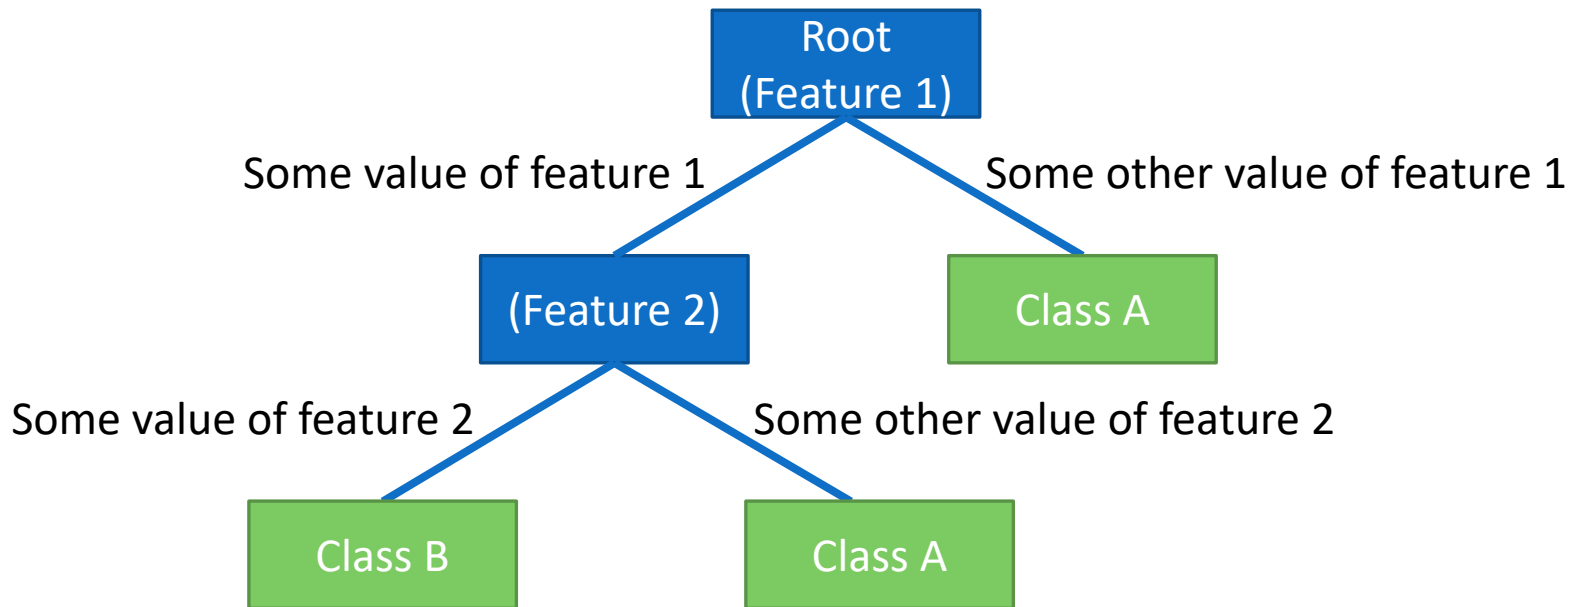 Root
(Feature 1)
Some value of feature 1
Some other value of feature 1
(Feature 2)
Class A
Some value of feature 2
Some other value of feature 2
Class B
Class A